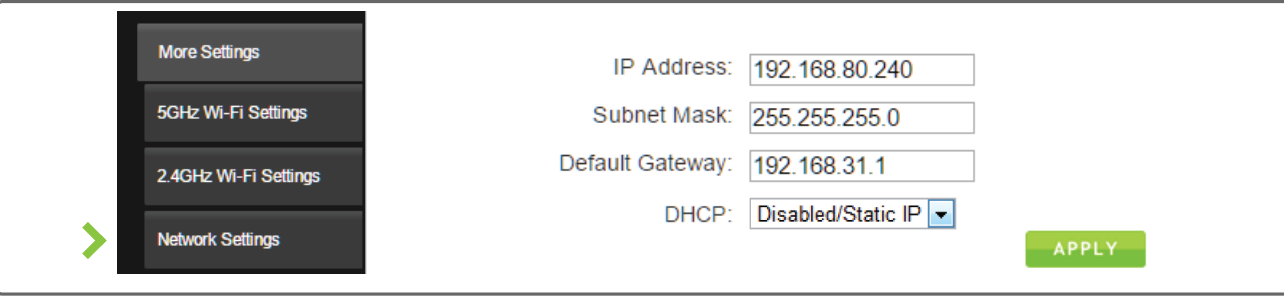 More Settings
5GHz Wi-Fi Settings
2.4GHz Wi-Fi Settings
Network Settings
IP Address: 192.168.80.240
Subnet Mask: 255.255.255.0
Default Gateway: 192.168.31.1
DHCP: Disabled/Static IP
APPLY